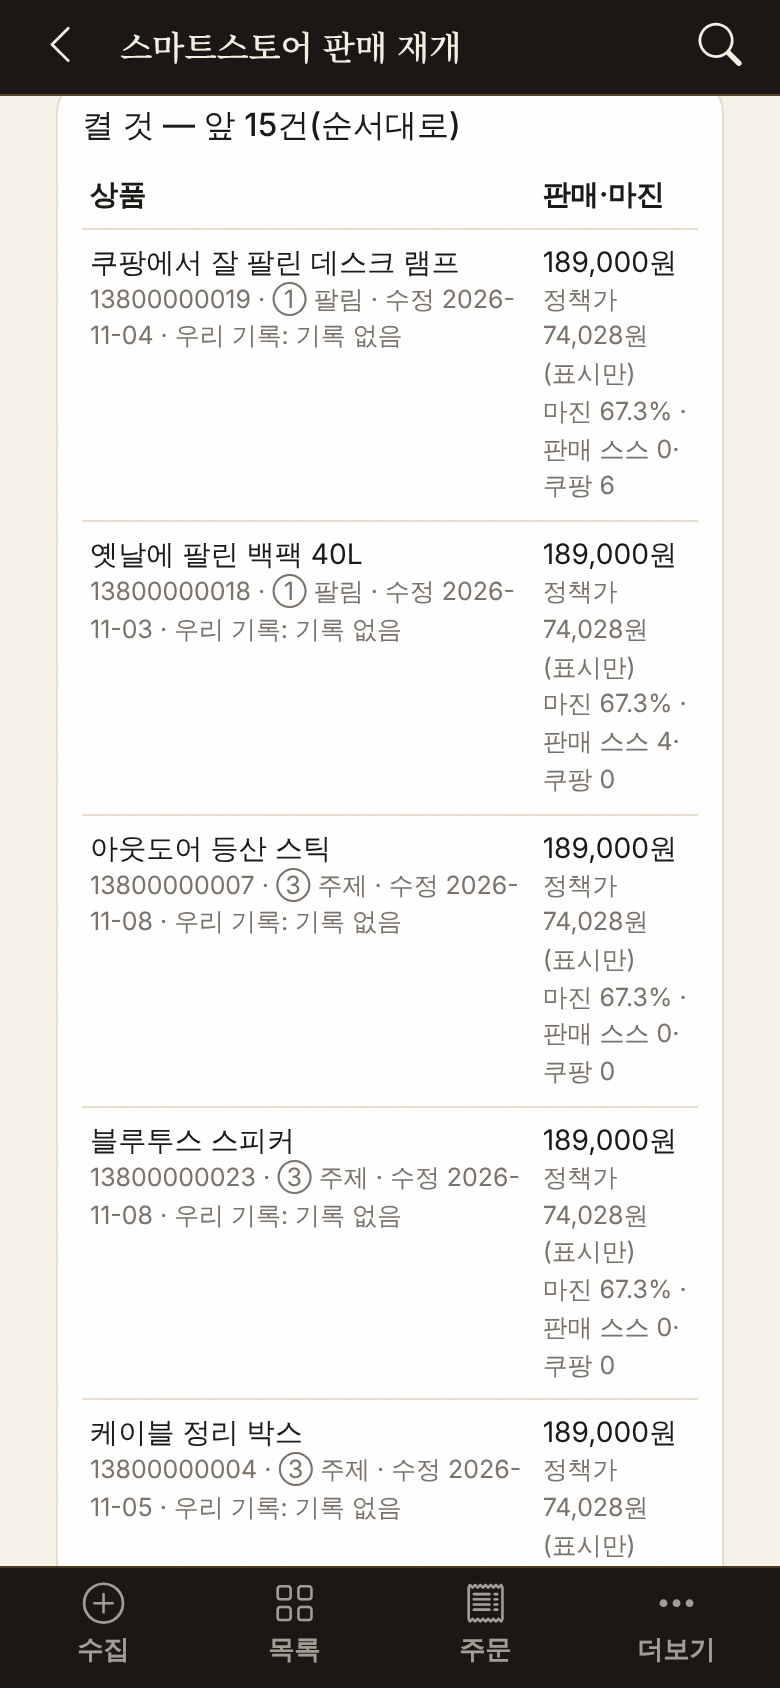 스마트스토어 판매 재개
켤 것 — 앞 15건(순서대로)
상품
판매·마진
쿠팡에서 잘 팔린 데스크 램프
13800000019 · ① 팔림 · 수정 2026-
11-04 · 우리 기록: 기록 없음
189,000원
정책가
74,028원
(표시만)
마진 67.3% ·
판매 스스 0·
쿠팡 6
옛날에 팔린 백팩 40L
13800000018 · ① 팔림 · 수정 2026-
11-03 · 우리 기록: 기록 없음
189,000원
정책가
74,028원
(표시만)
마진 67.3% ·
판매 스스 4·
쿠팡 0
아웃도어 등산 스틱
13800000007 · ③ 주제 · 수정 2026-
11-08 · 우리 기록: 기록 없음
189,000원
정책가
74,028원
(표시만)
마진 67.3% ·
판매 스스 0·
쿠팡 0
블루투스 스피커
13800000023 · ③ 주제 · 수정 2026-
11-08 · 우리 기록: 기록 없음
189,000원
정책가
74,028원
(표시만)
마진 67.3% ·
판매 스스 0·
쿠팡 0
케이블 정리 박스
13800000004 · ③ 주제 · 수정 2026-
11-05 · 우리 기록: 기록 없음
189,000원
정책가
74,028원
(표시만)
수집
목록
주문
더보기